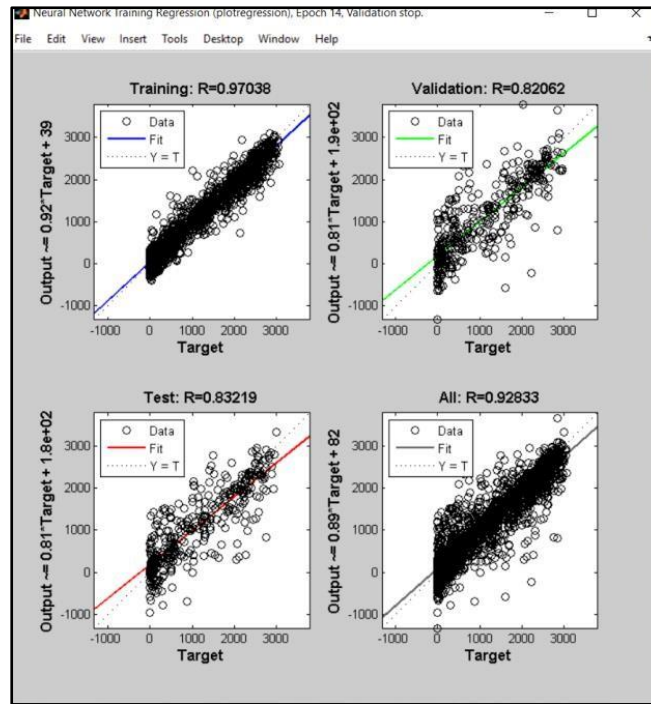 Neural Network Training Regression (plotregression), Epoch 14, Validation stop.
File Edit View Insert Tools Desktop Window Help
Training: R=0.97038
Output ~= 0.92*Target + 39
Data
Fit
Y = T
3000
2000
1000
0
-1000
-1000 0 1000 2000 3000
Target
Validation: R=0.82062
Output ~= 0.81*Target + 1.9e+02
Data
Fit
Y = T
3000
2000
1000
0
-1000
-1000 0 1000 2000 3000
Target
Test: R=0.83219
Output ~= 0.81*Target + 1.8e+02
Data
Fit
Y = T
3000
2000
1000
0
-1000
-1000 0 1000 2000 3000
Target
All: R=0.92833
Output ~= 0.89*Target + 82
Data
Fit
Y = T
3000
2000
1000
0
-1000
-1000 0 1000 2000 3000
Target